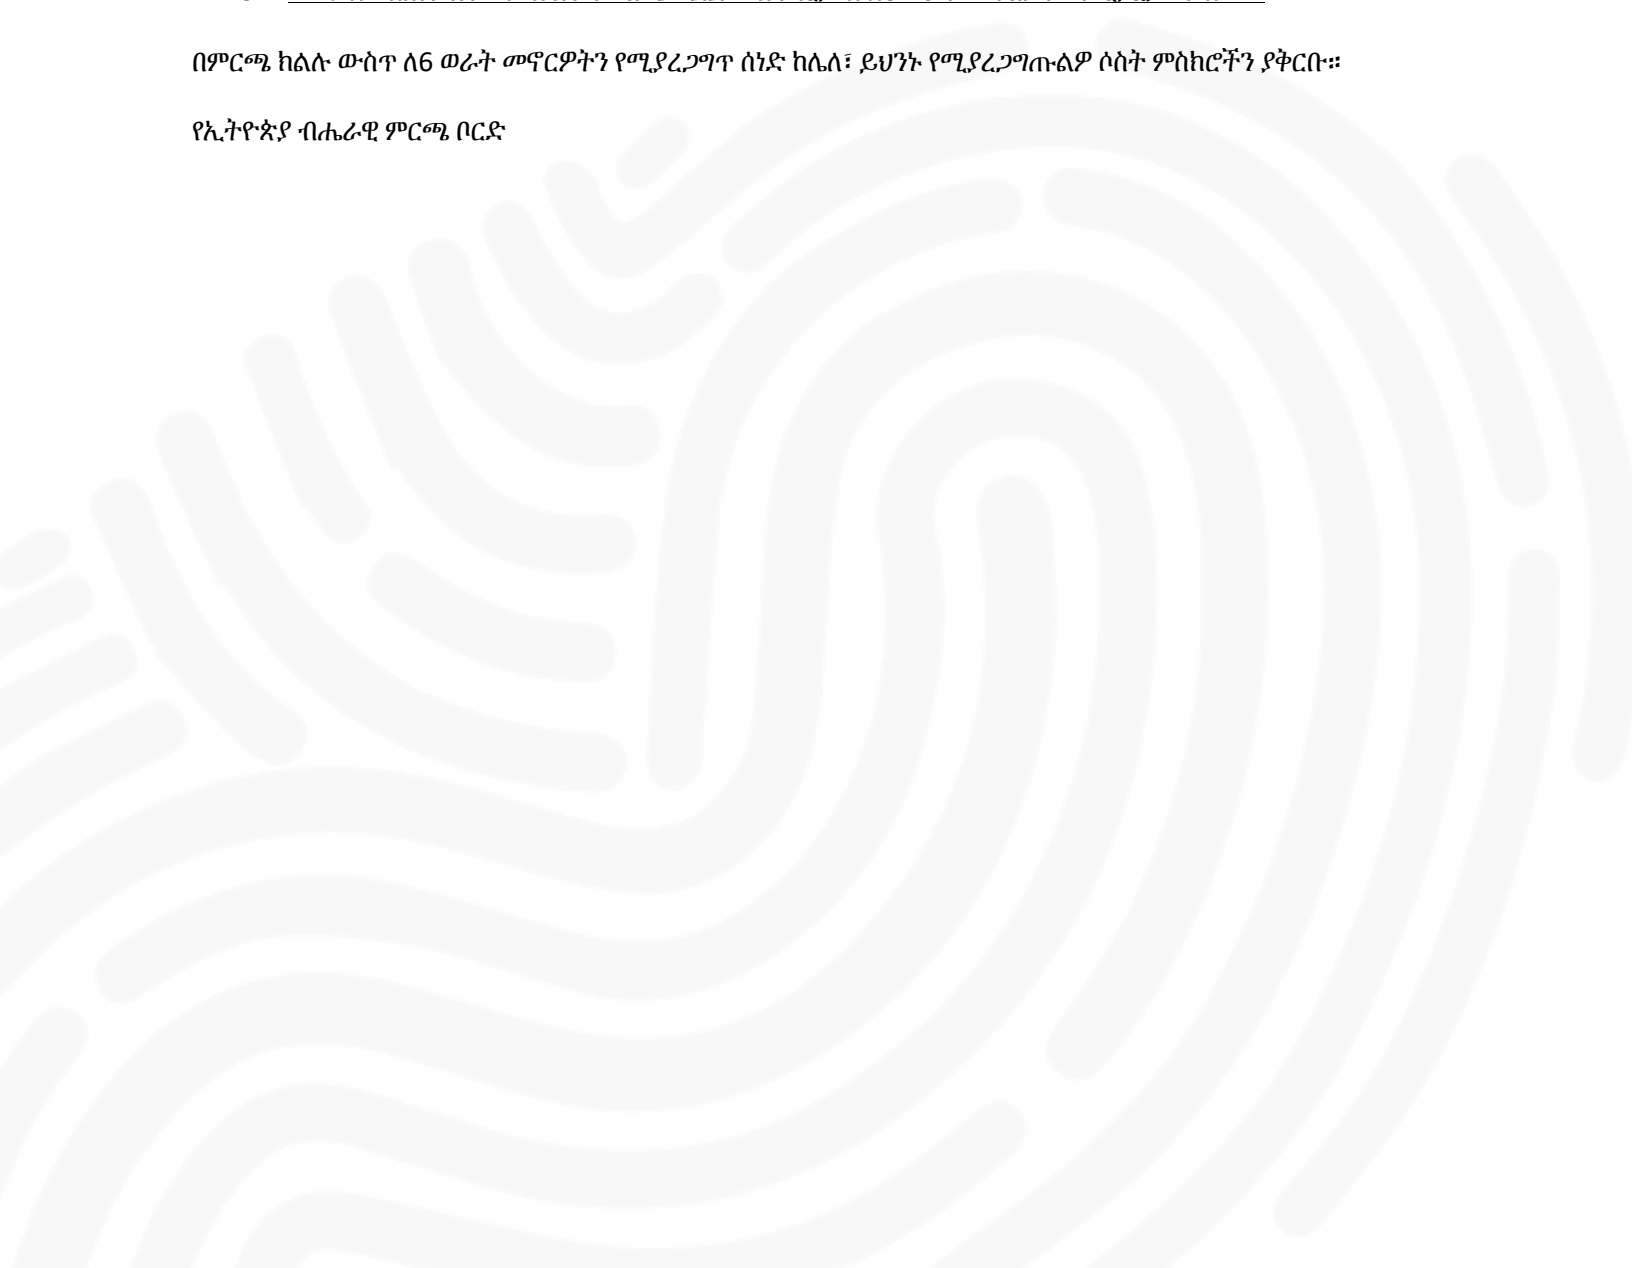 በምርጫ ክልሉ ውስጥ ለ6 ወራት መኖርዎትን የሚያረጋግጥ ሰነድ ከሌለ፣ ይህንኑ የሚያረጋግጡልዎ ሶስት ምስክሮችን ያቅርቡ።
የኢትዮጵያ ብሔራዊ ምርጫ ቦርድ